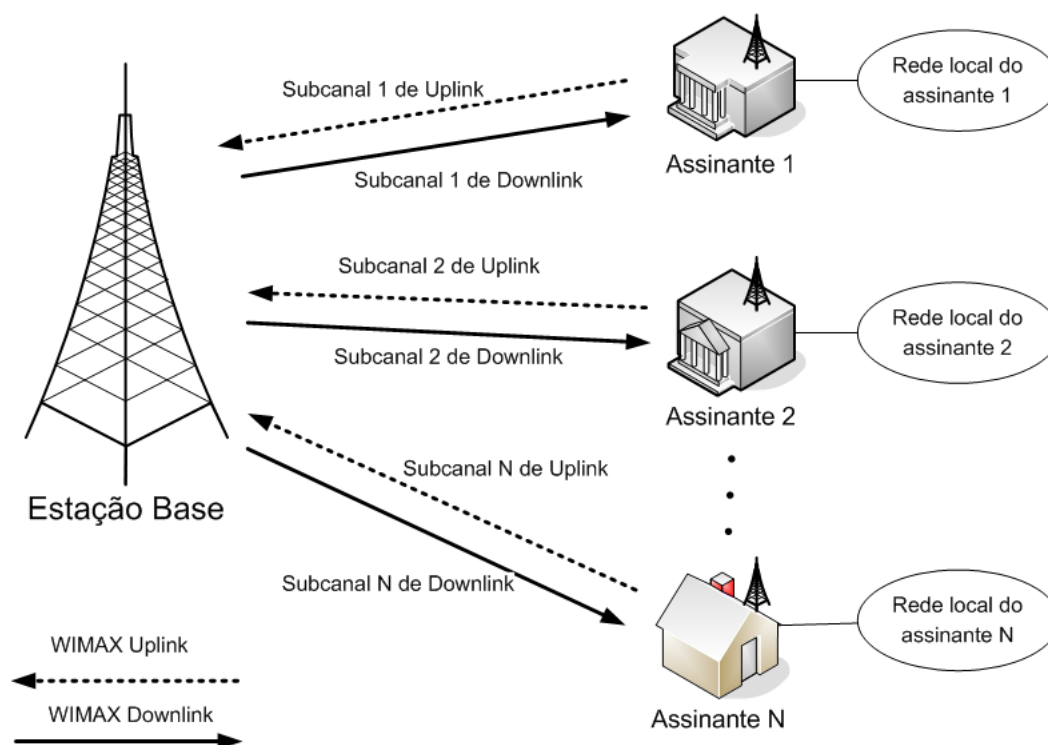 Subcanal 1 de Uplink
Subcanal 1 de Downlink
Assinante 1
Rede local do
assinante 1
Subcanal 2 de Uplink
Subcanal 2 de Downlink
Assinante 2
Rede local do
assinante 2
Estação Base
Subcanal N de Uplink
Subcanal N de Downlink
Assinante N
Rede local do
assinante N
WIMAX Uplink
WIMAX Downlink